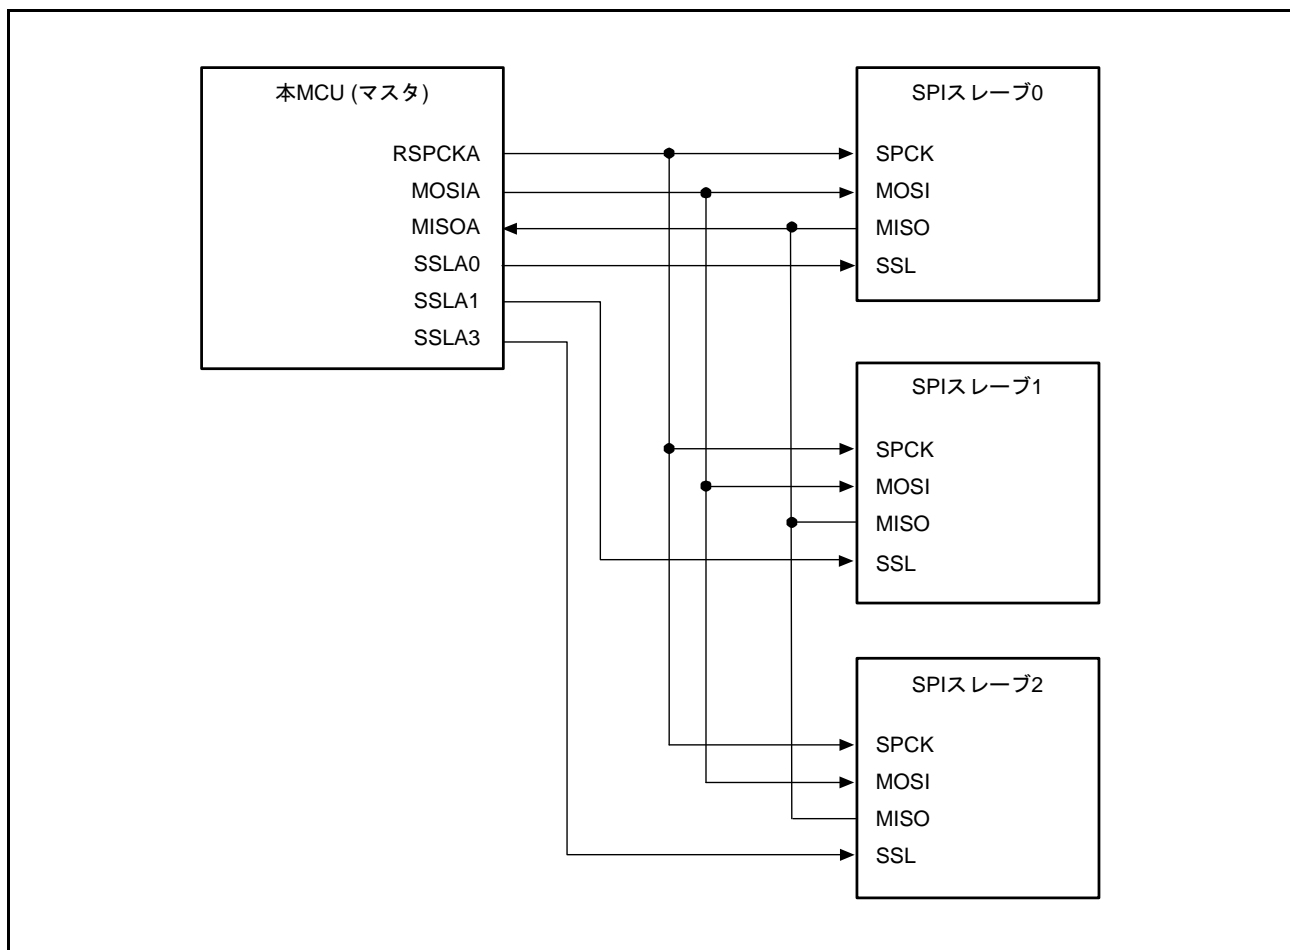 本MCU (マスタ)
RSPCKA
MOSIA
MISOA
SSLA0
SSLA1
SSLA3
SPIスレーブ0
SPCK
MOSI
MISO
SSL
SPIスレーブ1
SPCK
MOSI
MISO
SSL
SPIスレーブ2
SPCK
MOSI
MISO
SSL